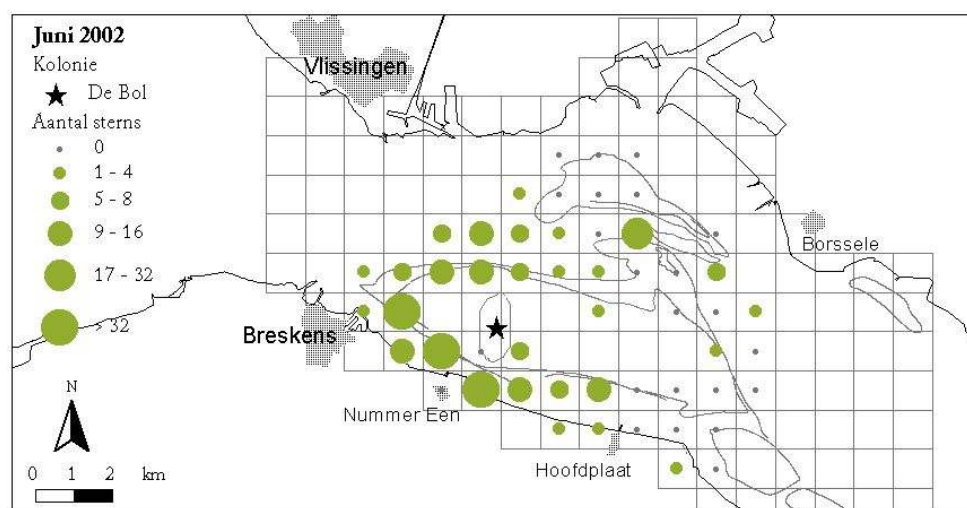 Juni 2002
Kolonie
De Bol
Aantal sterns
0
1 - 4
5 - 8
9 - 16
17 - 32
> 32
Vlissingen
Borssele
Breskens
Nummer Een
Hoofdplaat
N
0 1 2 km